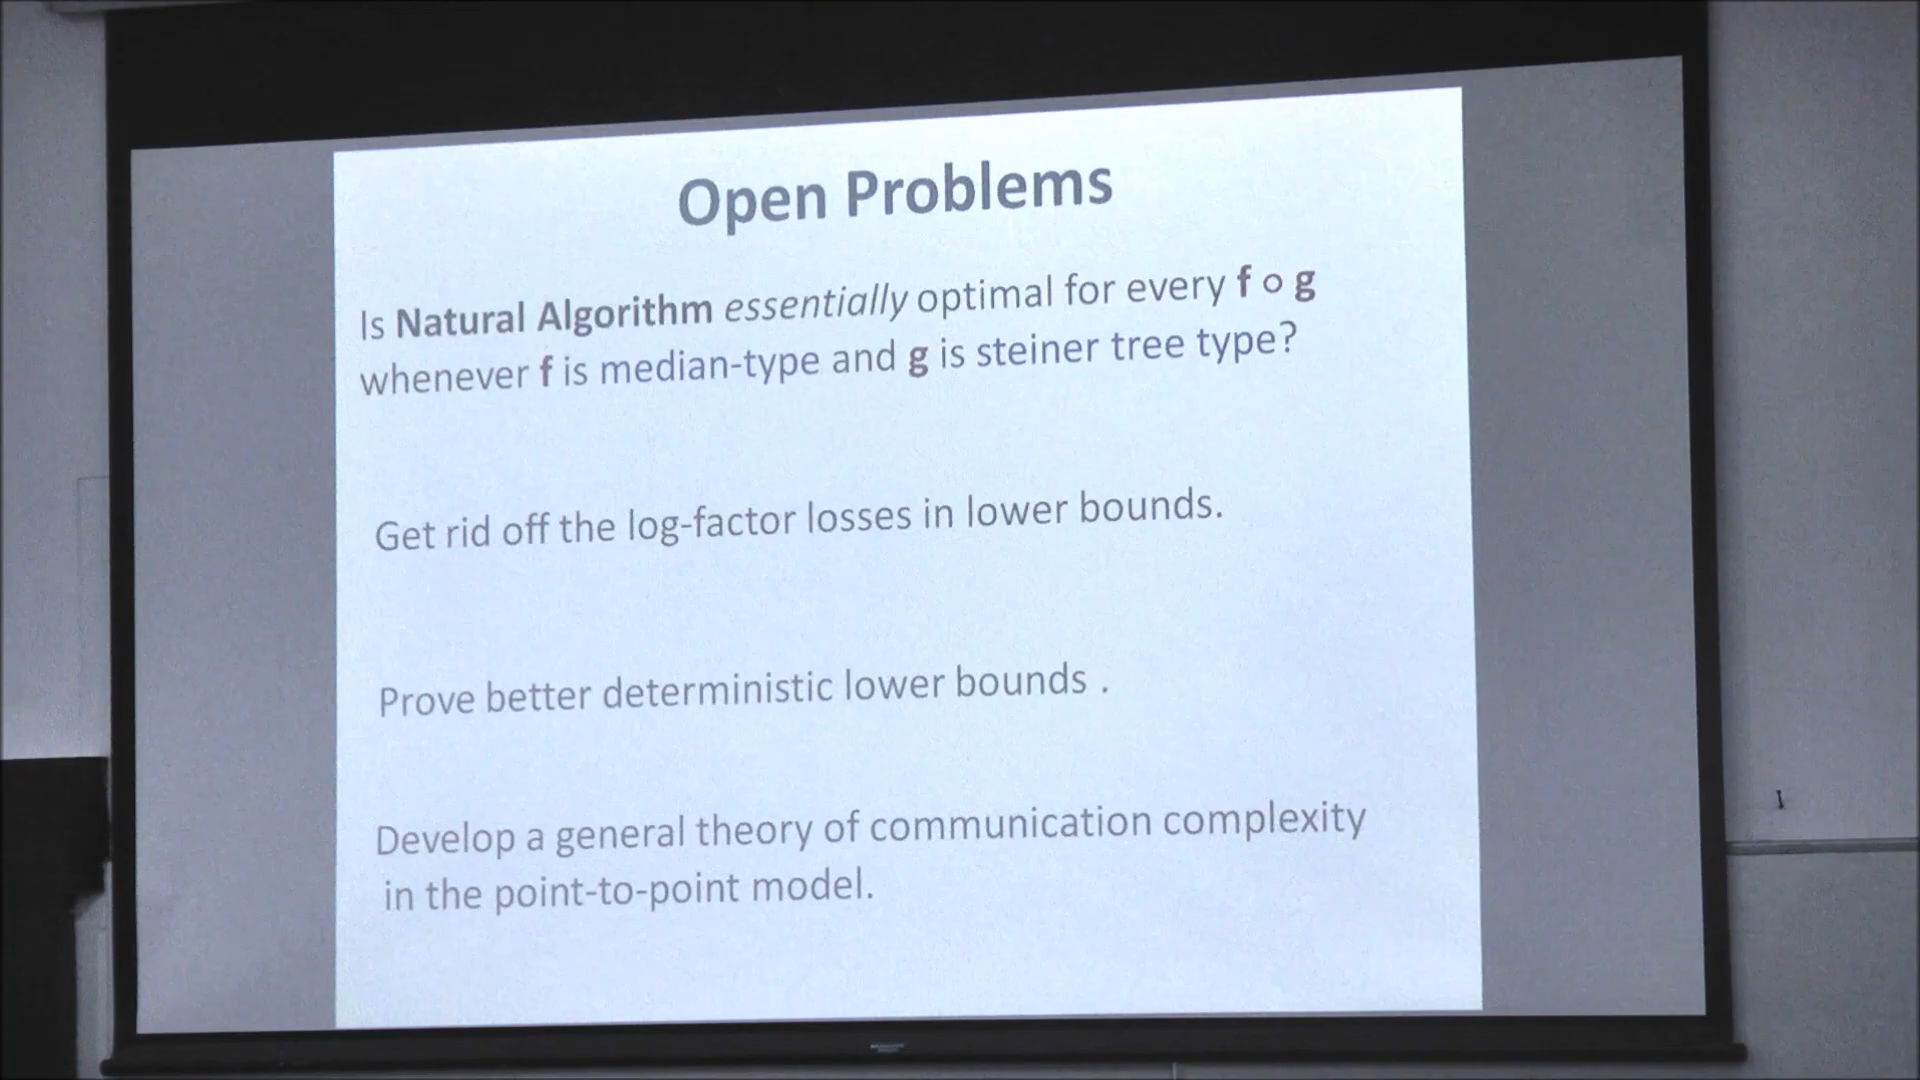 Open Problems
Is Natural Algorithm essentially optimal for every f o g
whenever f is median-type and g is steiner tree type?
Get rid off the log-factor losses in lower bounds.
Prove better deterministic lower bounds .
Develop a general theory of communication complexity
in the point-to-point model.